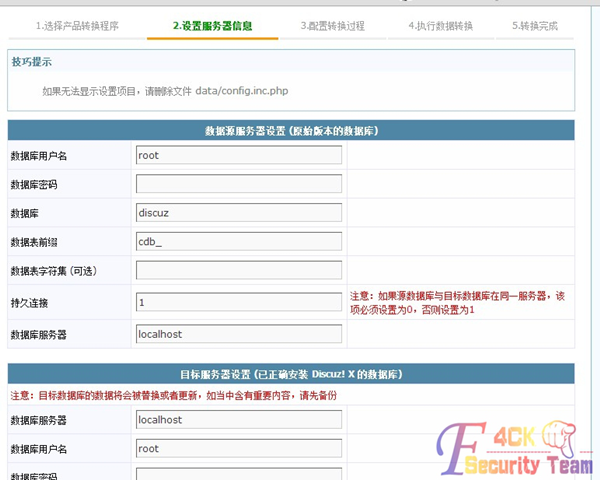 1.选择产品转换程序 2.设置服务器信息 3.配置转换过程 4.执行数据转换 5.转换完成
技巧提示
如果无法显示设置项目，请删除文件 data/config.inc.php
数据源服务器设置 (原始版本的数据库)
数据库用户名 root
数据库密码
数据库 discuz
数据表前缀 cdb_
数据表字符集 (可选)
持久连接 1 注意：如果源数据库与目标数据库在同一服务器，该
项必须设置为0，否则设置为1
数据库服务器 localhost
目标服务器设置 (已正确安装 Discuz! X 的数据库)
注意：目标数据库的数据将会被替换或者更新，如当中含有重要内容，请先备份
数据库服务器 localhost
数据库用户名 root
数据库密码
F4CK
Security Team